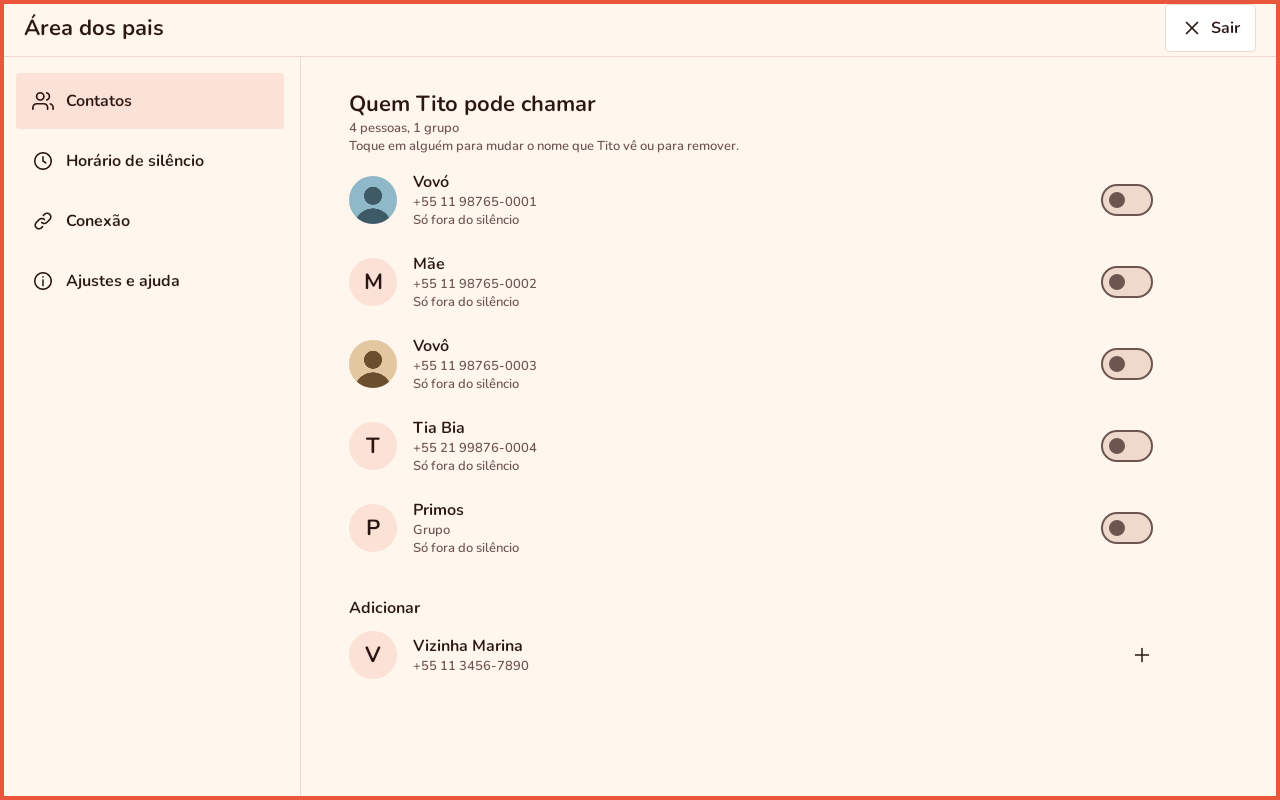 Área dos pais
Sair
Contatos
Horário de silêncio
Conexão
Ajustes e ajuda
Quem Tito pode chamar
4 pessoas, 1 grupo
Toque em alguém para mudar o nome que Tito vê ou para remover.
Vovó
+55 11 98765-0001
Só fora do silêncio
M
Mãe
+55 11 98765-0002
Só fora do silêncio
Vovô
+55 11 98765-0003
Só fora do silêncio
T
Tia Bia
+55 21 99876-0004
Só fora do silêncio
P
Primos
Grupo
Só fora do silêncio
Adicionar
V
Vizinha Marina
+55 11 3456-7890